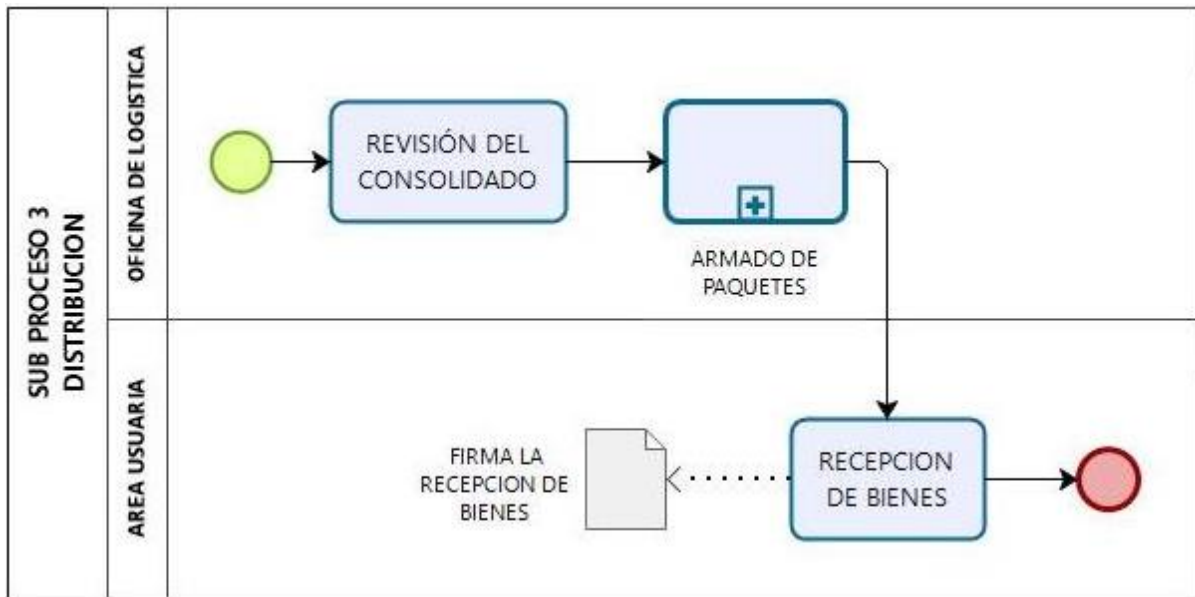 SUB PROCESO 3
DISTRIBUCION
OFICINA DE LOGISTICA
REVISIÓN DEL
CONSOLIDADO
ARMADO DE
PAQUETES
AREA USUARIA
FIRMA LA
RECEPCION DE
BIENES
RECEPCION
DE BIENES